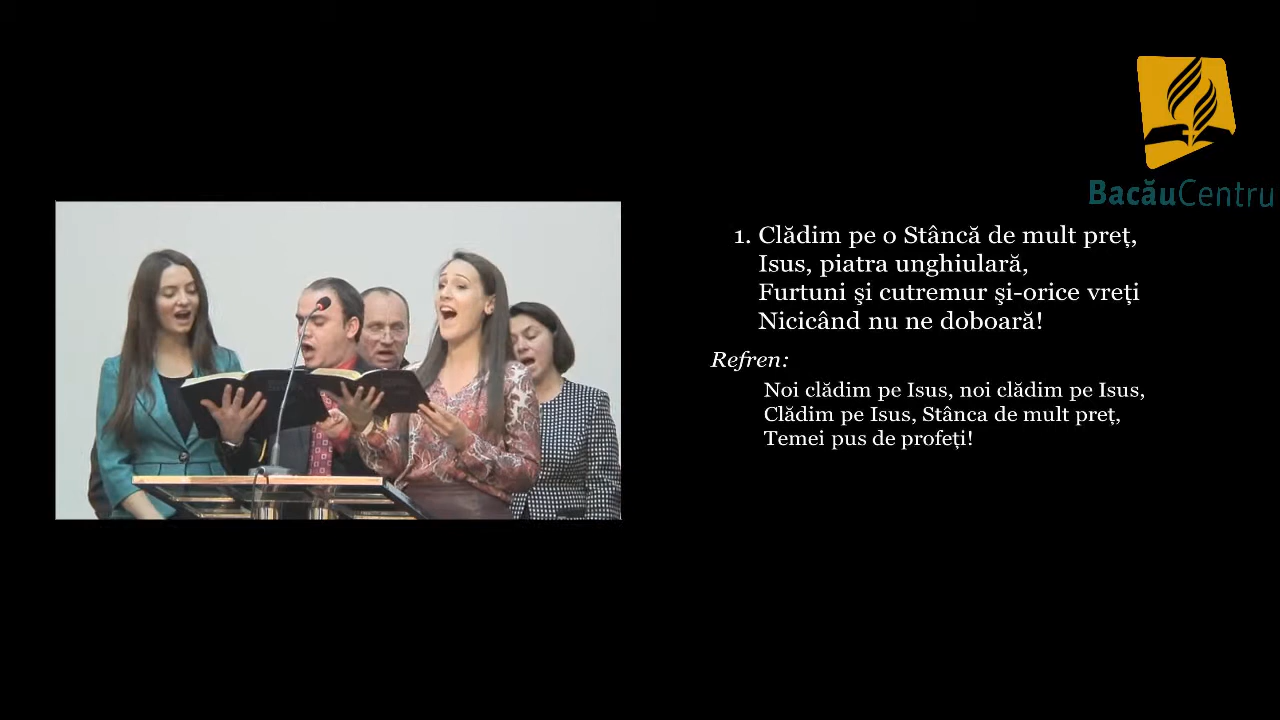 BacăuCentru
1. Clădim pe o Stâncă de mult preț,
Isus, piatra unghiulară,
Furtuni şi cutremur şi-orice vreți
Nicicând nu ne doboară!
Refren:
Noi clădim pe Isus, noi clădim pe Isus,
Clădim pe Isus, Stânca de mult preț,
Temei pus de profeți!